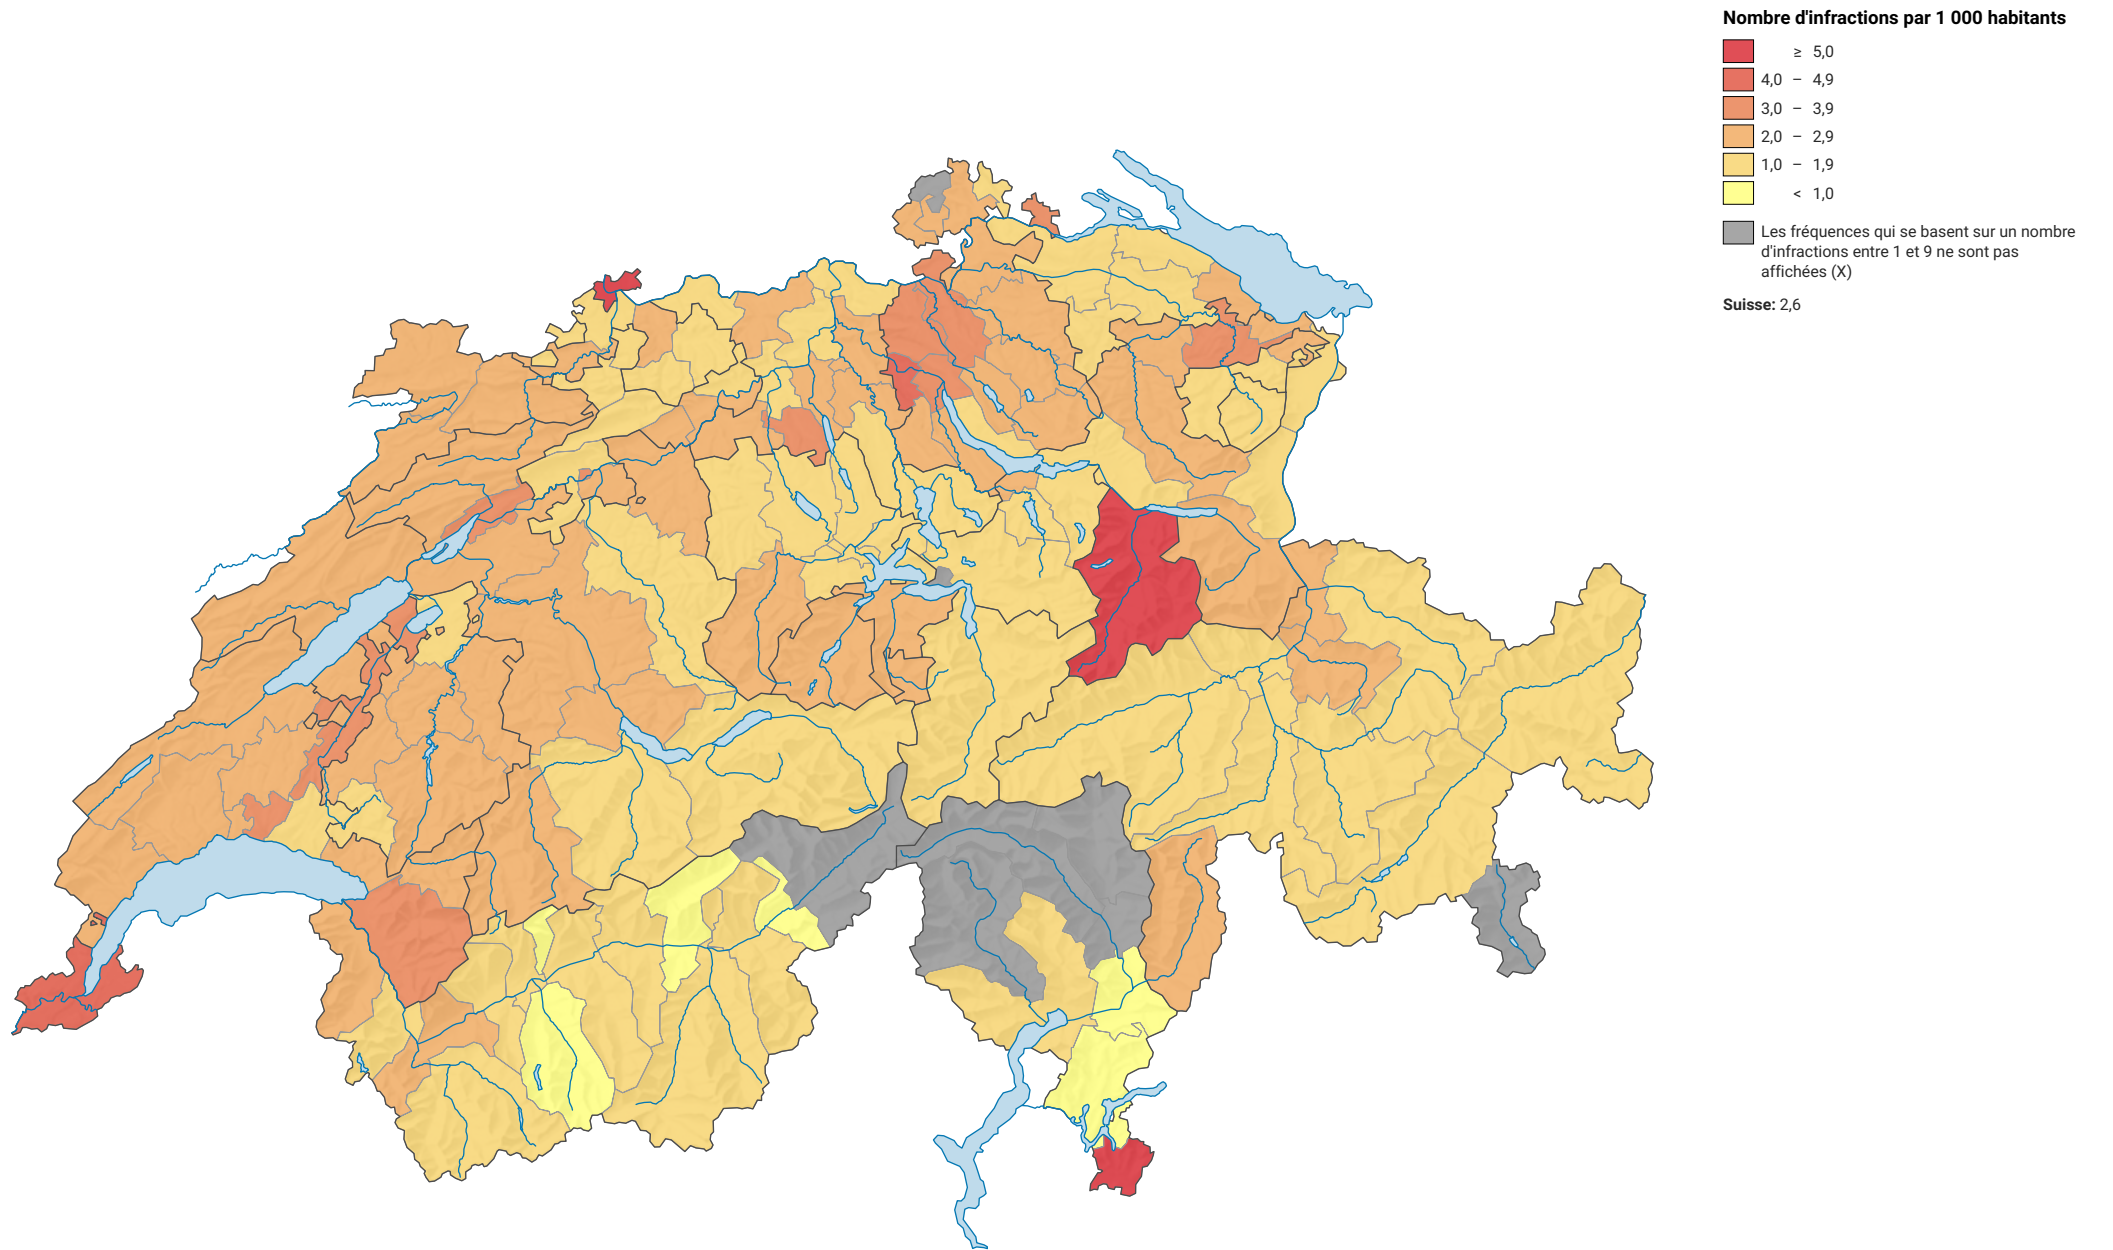 Nombre d'infractions par 1 000 habitants
≥ 5,0
4,0 – 4,9
3,0 – 3,9
2,0 – 2,9
1,0 – 1,9
< 1,0
Les fréquences qui se basent sur un nombre
d'infractions entre 1 et 9 ne sont pas
affichées (X)
Suisse: 2,6